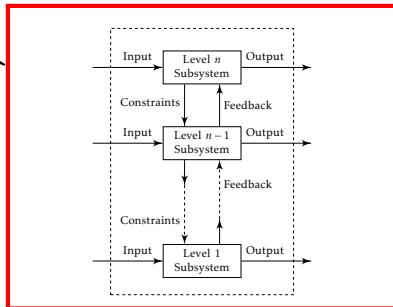 Input
Level n
Subsystem
Output
Constraints
Feedback
Input
Level n – 1
Subsystem
Output
Feedback
Constraints
Input
Level 1
Subsystem
Output